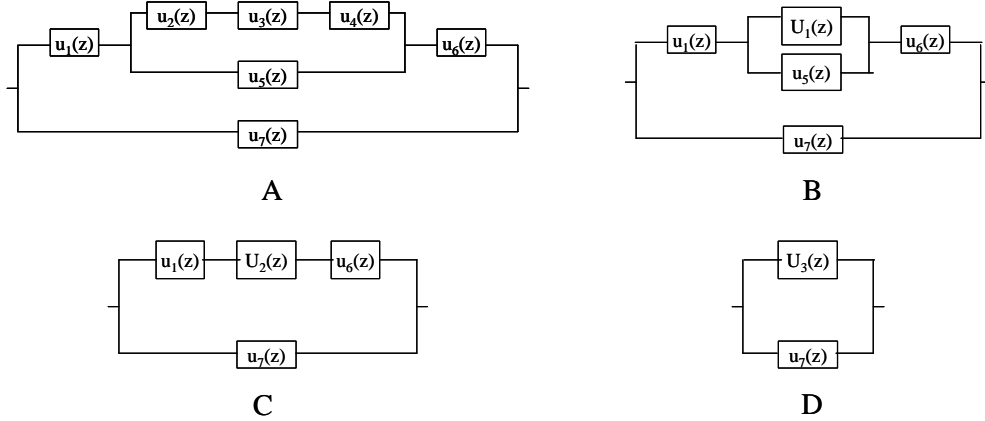 u₂(z) u₃(z) u₄(z)
u₁(z) u₆(z)
u₅(z)
u₇(z)
A
U₁(z)
u₁(z) u₆(z)
u₅(z)
u₇(z)
B
u₁(z) U₂(z) u₆(z)
u₇(z)
C
U₃(z)
u₇(z)
D